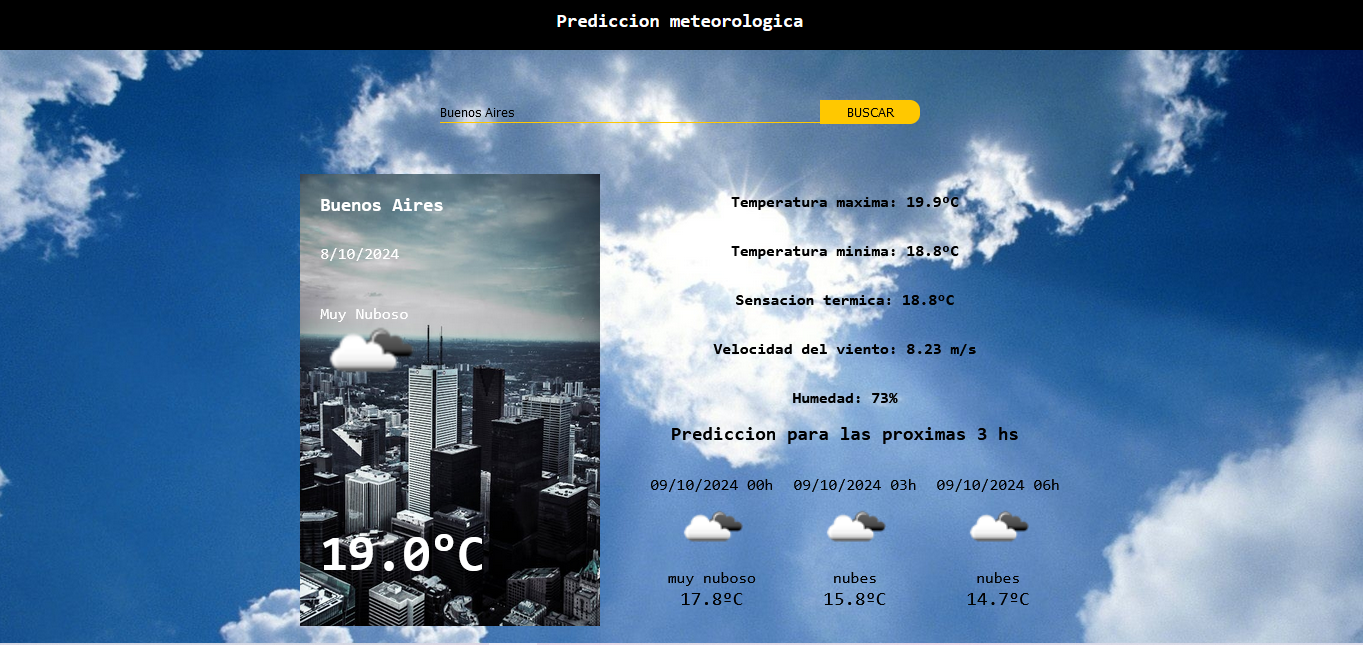 Prediccion meteorologica
Buenos Aires
BUSCAR
Buenos Aires
8/10/2024
Muy Nuboso
19.0ºC
Temperatura maxima: 19.9ºC
Temperatura minima: 18.8ºC
Sensacion termica: 18.8ºC
Velocidad del viento: 8.23 m/s
Humedad: 73%
Prediccion para las proximas 3 hs
09/10/2024 00h 09/10/2024 03h 09/10/2024 06h
muy nuboso nubes nubes
17.8ºC 15.8ºC 14.7ºC